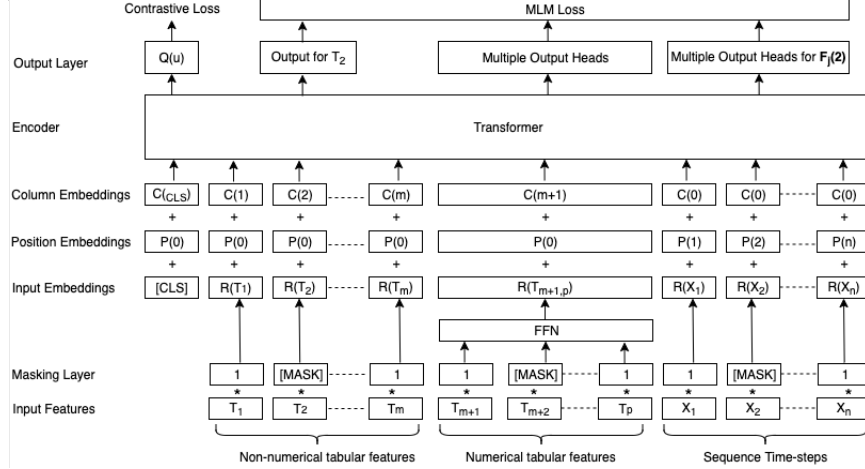 Contrastive Loss MLM Loss
Output Layer Q(u) Output for T2 Multiple Output Heads Multiple Output Heads for Fj(2)
Encoder Transformer
Column Embeddings C(CLS) C(1) C(2) C(m) C(m+1) C(0) C(0) C(0)
+ + + + + + + +
Position Embeddings P(0) P(0) P(0) P(0) P(0) P(1) P(2) P(n)
+ + + + + + + +
Input Embeddings [CLS] R(T1) R(T2) R(Tm) R(Tm+1,p) R(X1) R(X2) R(Xn)
FFN
Masking Layer 1 [MASK] 1 1 [MASK] 1 1 [MASK] 1
* * * * * * * * *
Input Features T1 T2 Tm Tm+1 Tm+2 Tp X1 X2 Xn
Non-numerical tabular features Numerical tabular features Sequence Time-steps